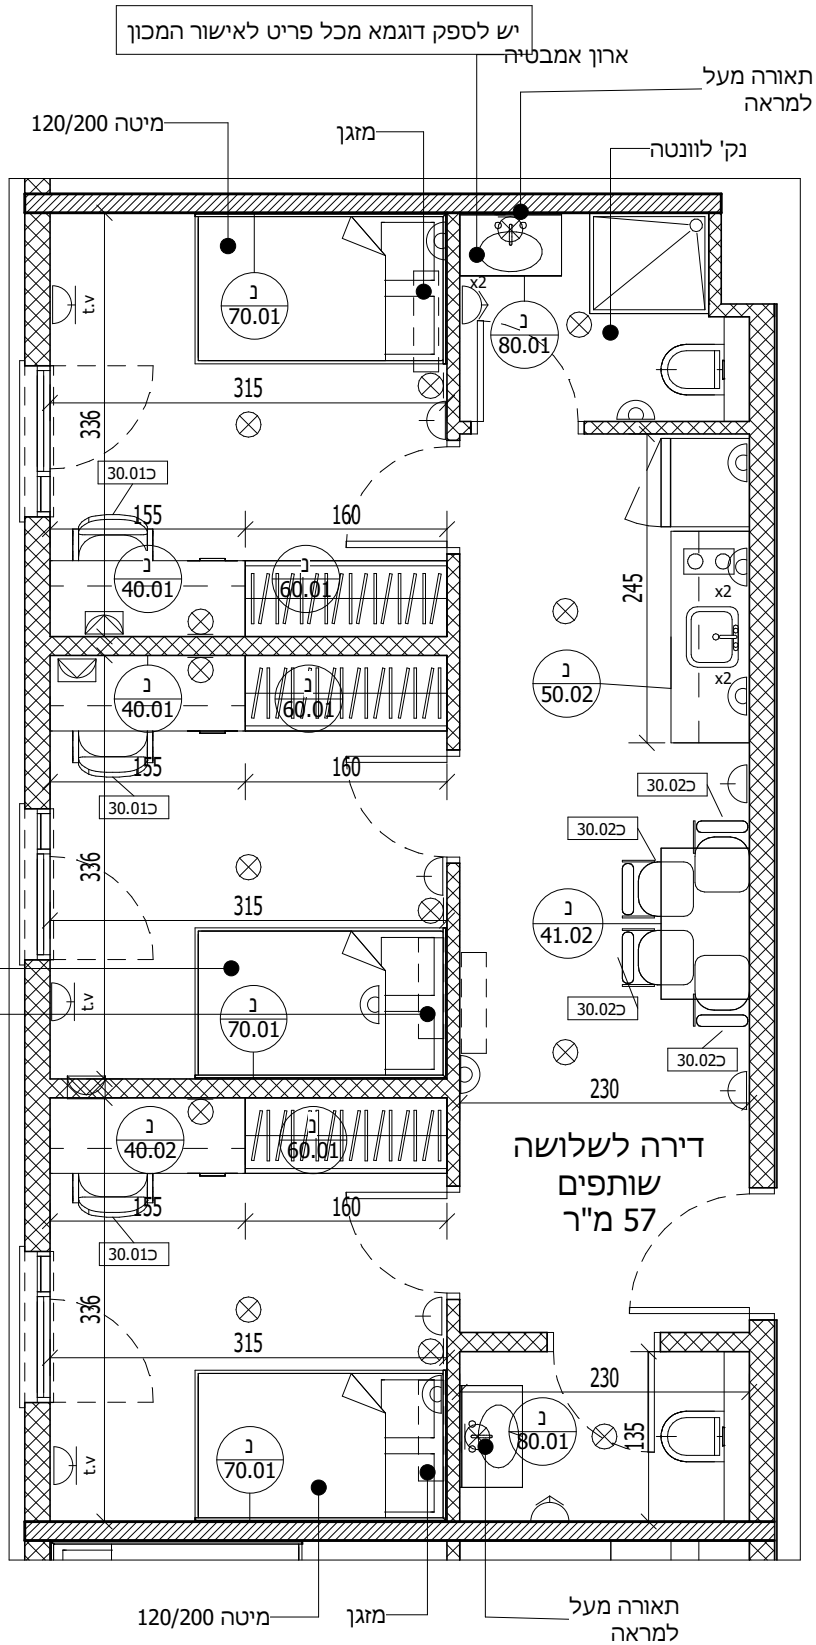 יש לספק דוגמא מכל פריט לאישור המכון
ארון אמבטיה
תאורה מעל
למראה
מיטה 120/200
מזגן
נק' לוונטה
x2
נ
70.01
נ
80.01
t.v
315
336
כ30.01
155
160
נ
40.01
נ
60.01
245
x2
x2
נ
50.02
נ
40.01
נ
60.01
155
160
כ30.01
כ30.02
כ30.02
336
315
נ
41.02
t.v
נ
70.01
כ30.02
כ30.02
230
נ
40.02
נ
60.01
דירה לשלושה
שותפים
57 מ"ר
155
160
כ30.01
336
315
230
נ
70.01
נ
80.01
135
t.v
מיטה 120/200
מזגן
תאורה מעל
למראה